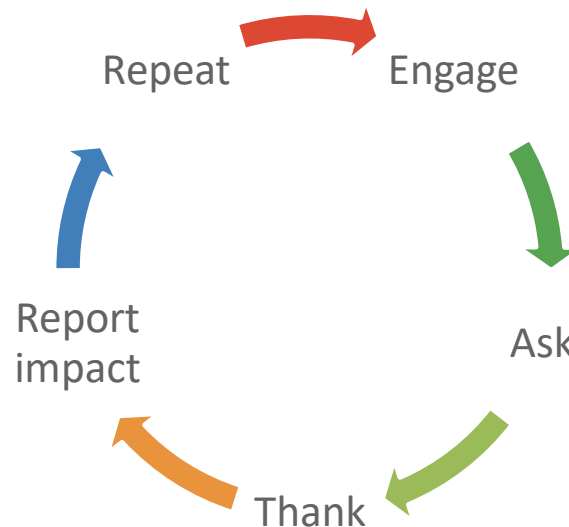 Repeat
Engage
Ask
Thank
Report
impact